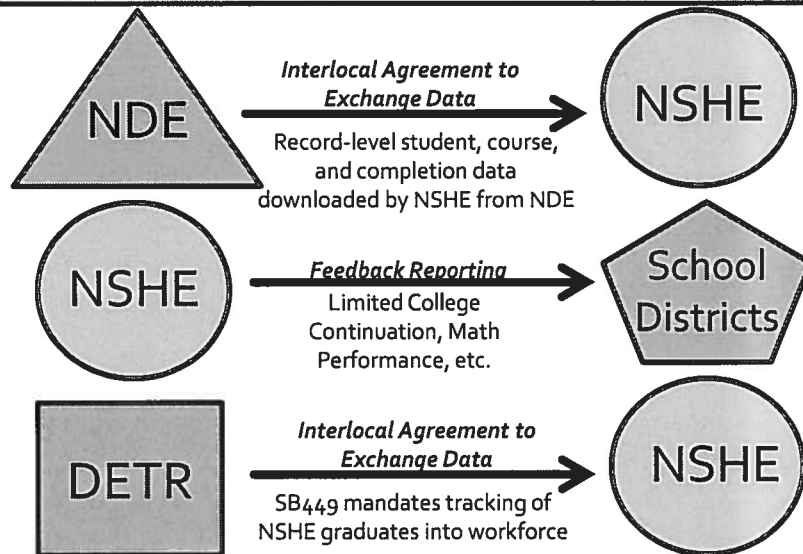 NDE
Interlocal Agreement to
Exchange Data
Record-level student, course,
and completion data
downloaded by NSHE from NDE
NSHE
NSHE
Feedback Reporting
Limited College
Continuation, Math
Performance, etc.
School
Districts
DETR
Interlocal Agreement to
Exchange Data
SB449 mandates tracking of
NSHE graduates into workforce
NSHE